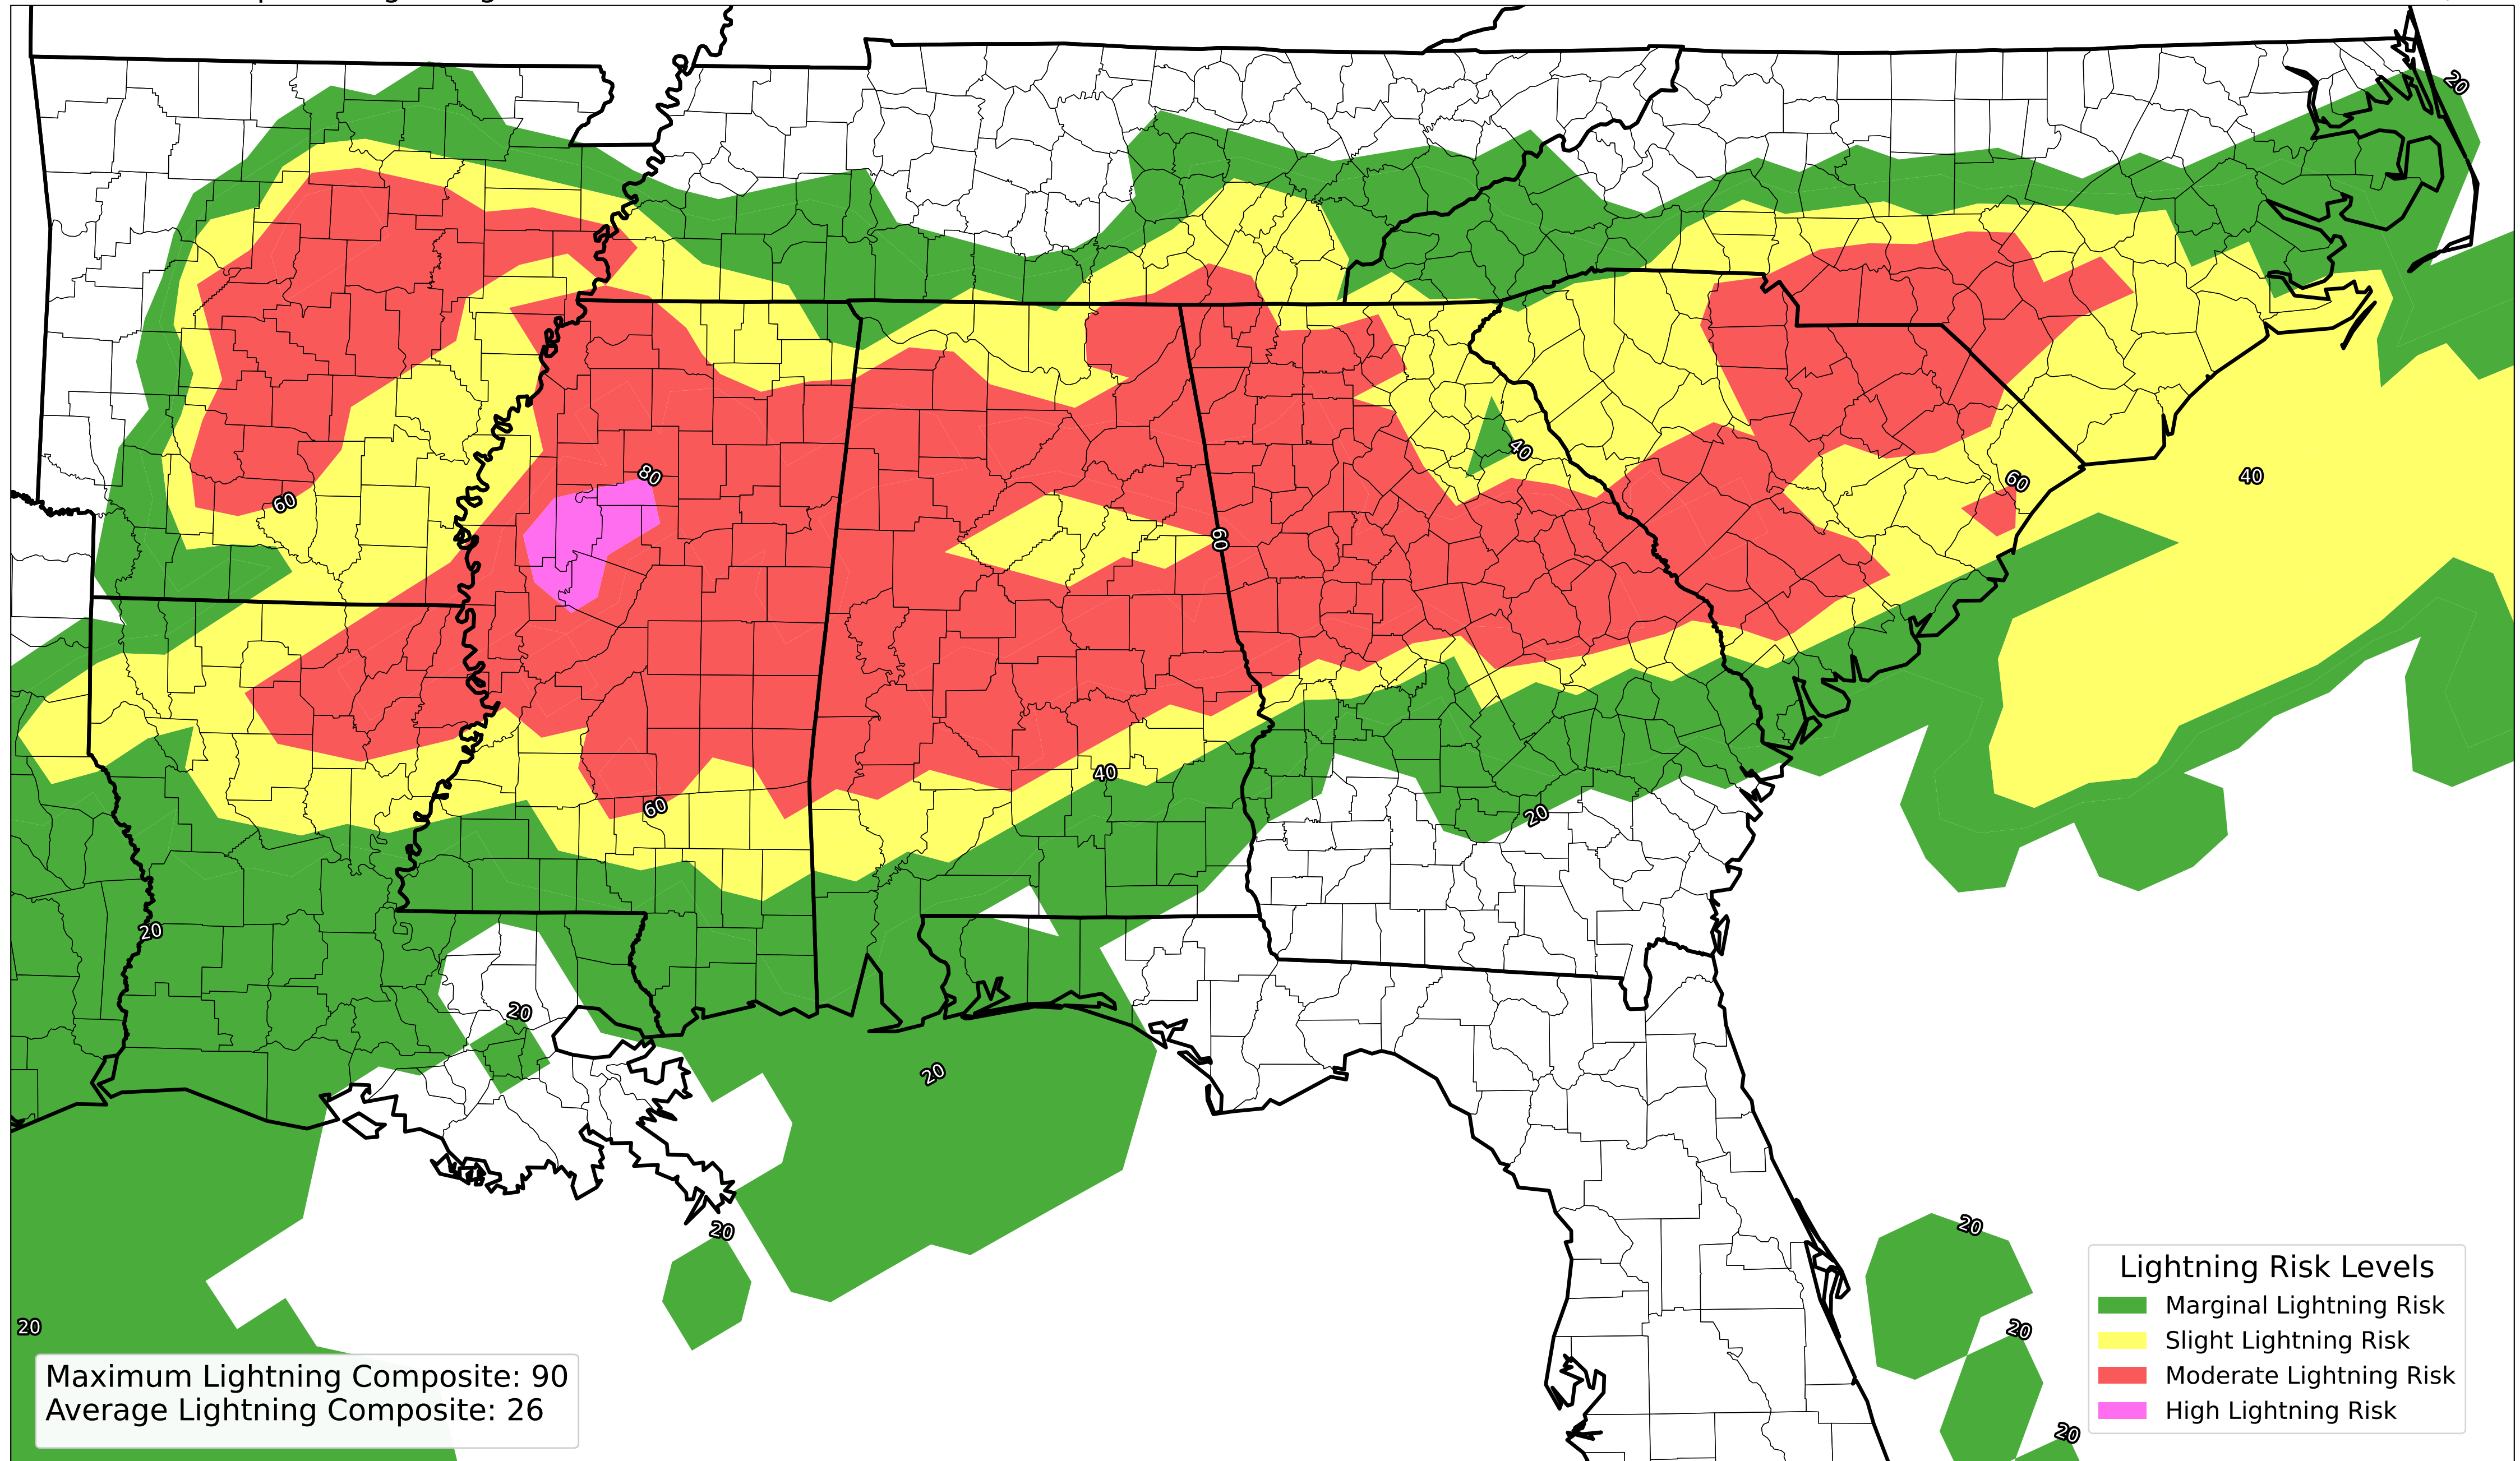 20
40
40
80
60
60
60
40
60
20
20
20
20
20
20
20
20
20
20
Lightning Risk Levels
Marginal Lightning Risk
Slight Lightning Risk
Moderate Lightning Risk
High Lightning Risk
Maximum Lightning Composite: 90
Average Lightning Composite: 26